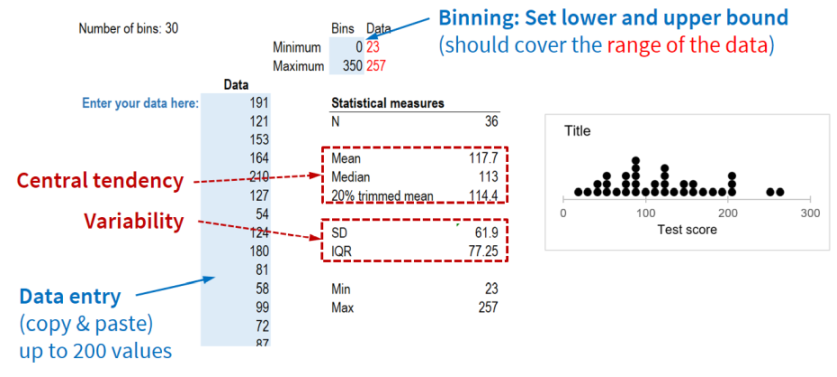 Number of bins: 30
Bins Data
Minimum 0 23
Maximum 350 257
Binning: Set lower and upper bound
(should cover the range of the data)
Data
Enter your data here: 191
121
153
164
210
127
54
124
180
81
58
99
72
87
Statistical measures
N 36
Mean 117.7
Median 113
20% trimmed mean 114.4
SD 61.9
IQR 77.25
Min 23
Max 257
Central tendency
Variability
Data entry
(copy & paste)
up to 200 values
Title
0 100 200 300
Test score